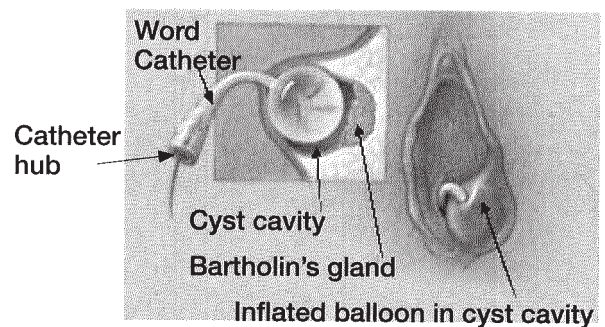 Word
Catheter
Catheter
hub
Cyst cavity
Bartholin's gland
Inflated balloon in cyst cavity